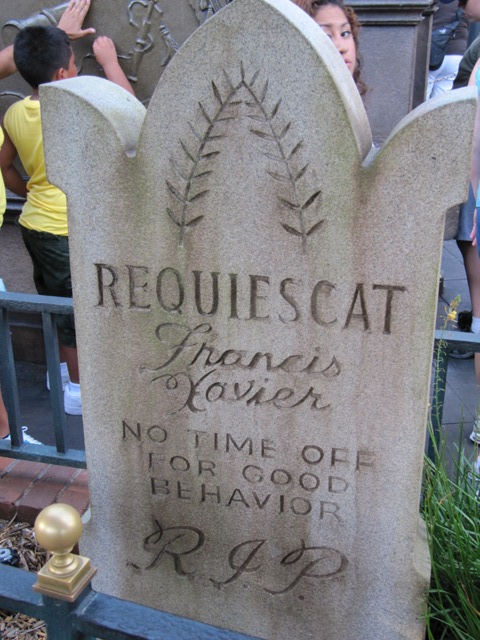 REQUIESCAT
Francis
Xavier
NO TIME OFF
FOR GOOD
BEHAVIOR
R.I.P.